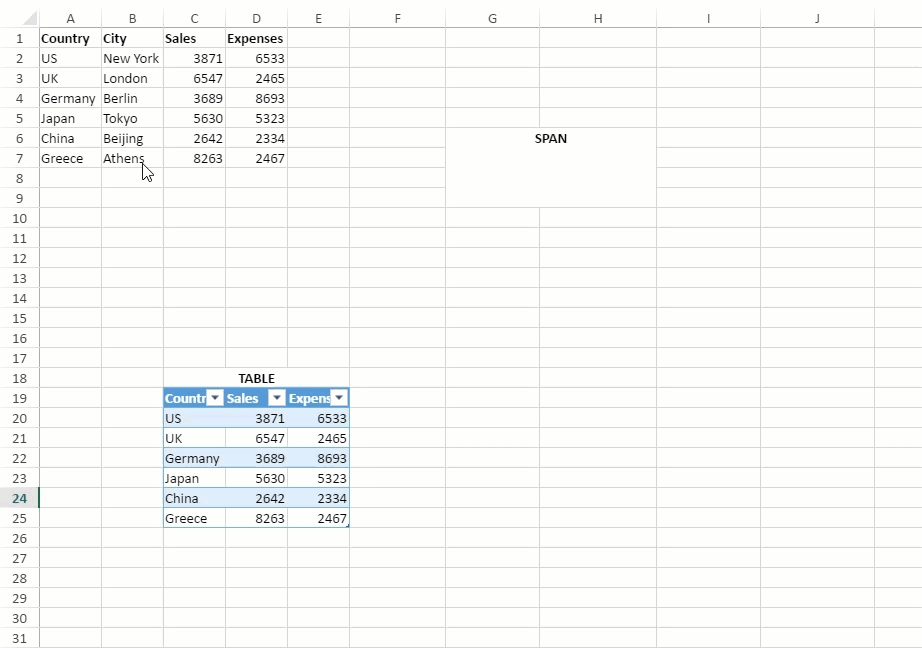 A B C D E F G H I J
1 Country City Sales Expenses
2 US New York 3871 6533
3 UK London 6547 2465
4 Germany Berlin 3689 8693
5 Japan Tokyo 5630 5323
6 China Beijing 2642 2334 SPAN
7 Greece Athens 8263 2467
8
9
10
11
12
13
14
15
16
17
18 TABLE
19 Countr Sales Expens
20 US 3871 6533
21 UK 6547 2465
22 Germany 3689 8693
23 Japan 5630 5323
24 China 2642 2334
25 Greece 8263 2467
26
27
28
29
30
31